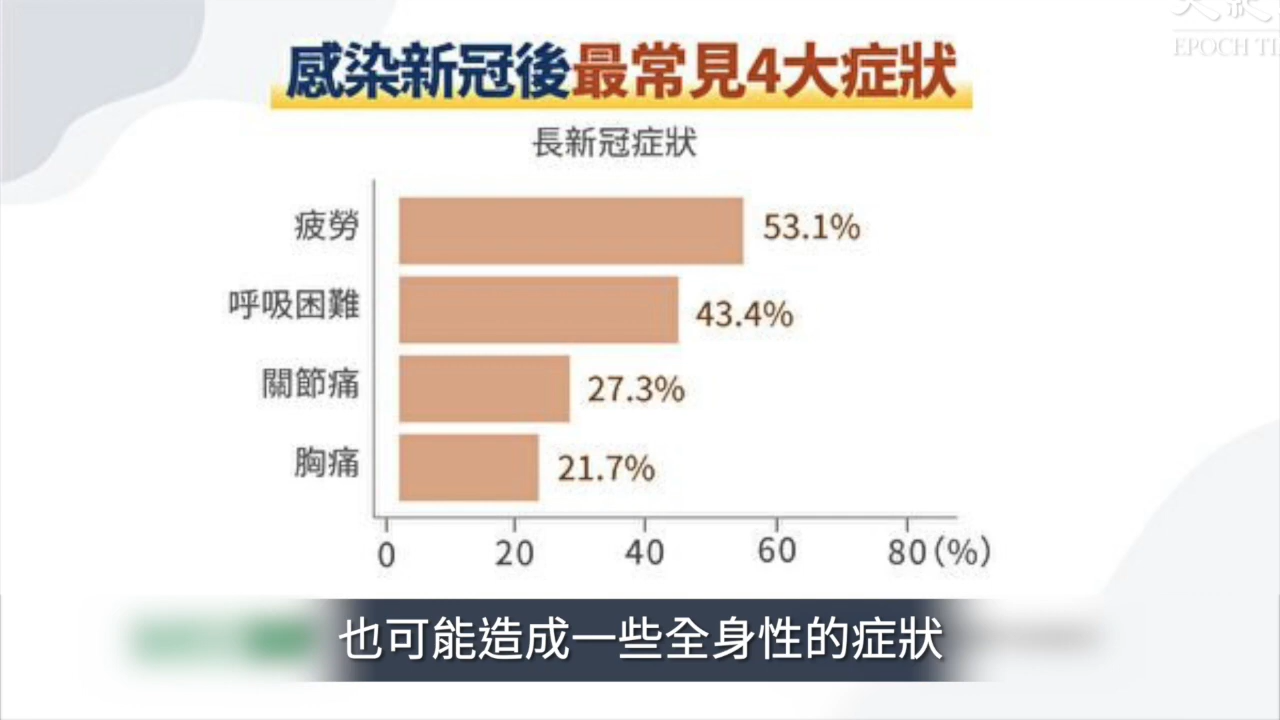 EPOCH TI
感染新冠後最常見4大症狀
長新冠症狀
疲勞 53.1%
呼吸困難 43.4%
關節痛 27.3%
胸痛 21.7%
0 20 40 60 80(%)
也可能造成一些全身性的症狀